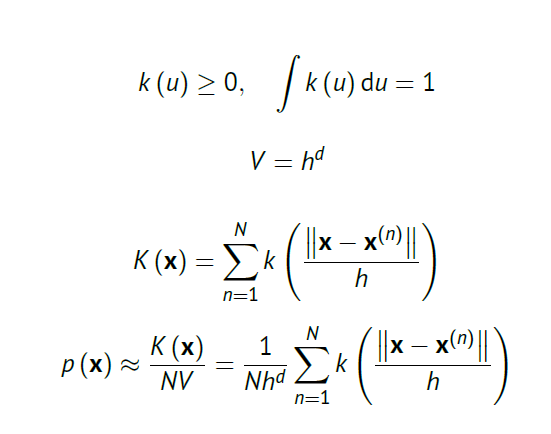 k (u) ≥ 0, ∫ k (u) du = 1
V = h^d
K (x) = ∑_{n=1}^{N} k ( ‖x − x^{(n)}‖ / h )
p (x) ≈ K (x) / NV = 1 / Nh^d ∑_{n=1}^{N} k ( ‖x − x^{(n)}‖ / h )